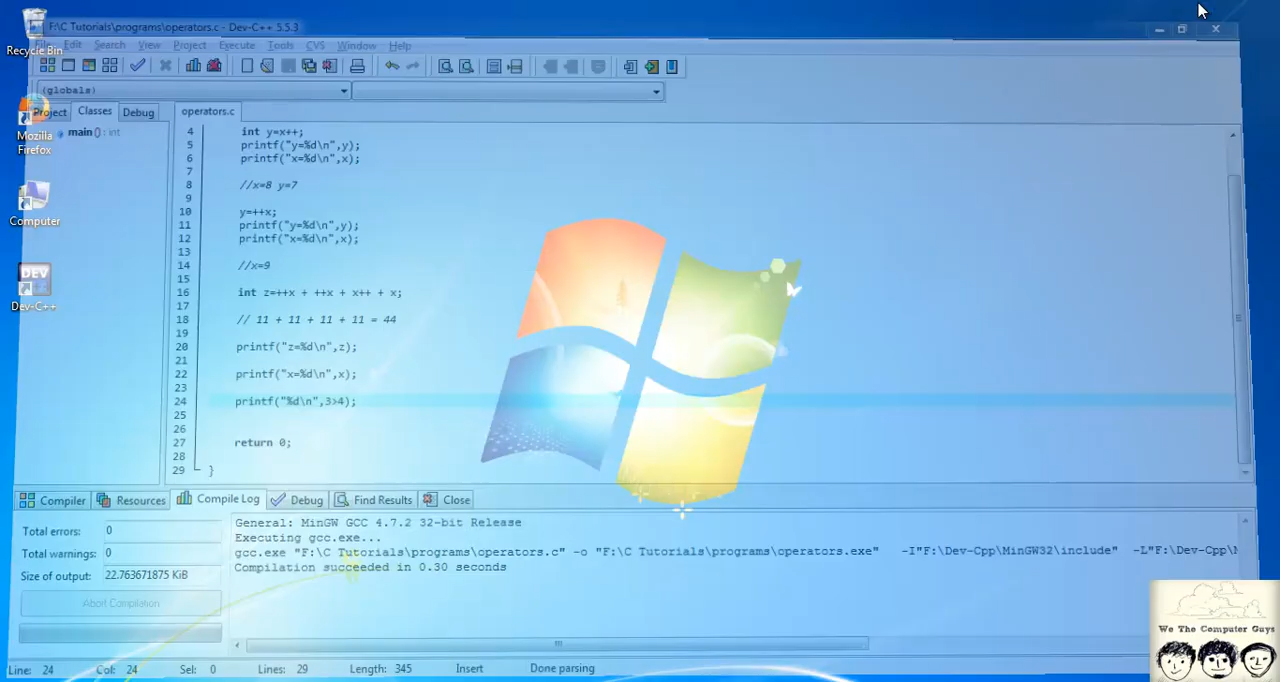 F:\C Tutorials\programs\operators.c - Dev-C++ 5.5.3
Recycle Bin
File Edit Search View Project Execute Tools CVS Window Help
(globals)
Project Classes Debug
operators.c
main() : int
Mozilla
Firefox
Computer
DEV
Dev-C++
4 int y=x++;
5 printf("y=%d\n",y);
6 printf("x=%d\n",x);
7
8 //x=8 y=7
9
10 y=++x;
11 printf("y=%d\n",y);
12 printf("x=%d\n",x);
13
14 //x=9
15
16 int z=++x + ++x + x++ + x;
17
18 // 11 + 11 + 11 + 11 = 44
19
20 printf("z=%d\n",z);
21
22 printf("x=%d\n",x);
23
24 printf("%d\n",3>4);
25
26
27 return 0;
28
29 }
Compiler Resources Compile Log Debug Find Results Close
Total errors: 0
Total warnings: 0
Size of output: 22.763671875 KiB
Abort Compilation
General: MinGW GCC 4.7.2 32-bit Release
Executing gcc.exe...
gcc.exe "F:\C Tutorials\programs\operators.c" -o "F:\C Tutorials\programs\operators.exe" -I"F:\Dev-Cpp\MinGW32\include" -L"F:\Dev-Cpp\M
Compilation succeeded in 0.30 seconds
We The Computer Guys
Line: 24 Col: 24 Sel: 0 Lines: 29 Length: 345 Insert Done parsing